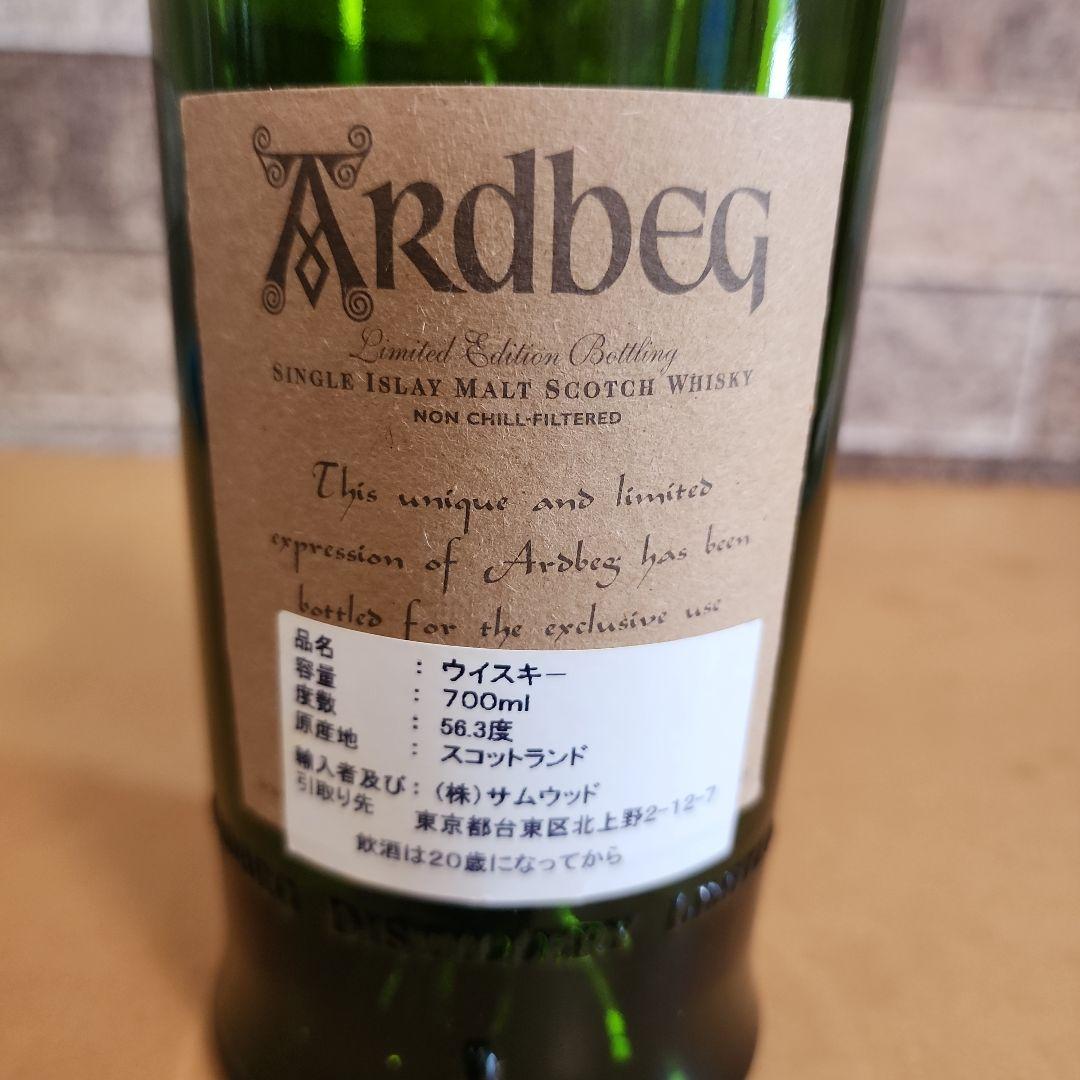 ARDBEG
Limited Edition Bottling
SINGLE ISLAY MALT SCOTCH WHISKY
NON CHILL-FILTERED
This unique and limited
expression of Ardbeg has been
bottled for the exclusive use
品名 : ウイスキー
容量 : 700ml
度数 : 56.3度
原産地 : スコットランド
輸入者及び : (株)サムウッド
引取り先 東京都台東区北上野2-12-7
飲酒は20歳になってから
DISTILLERY